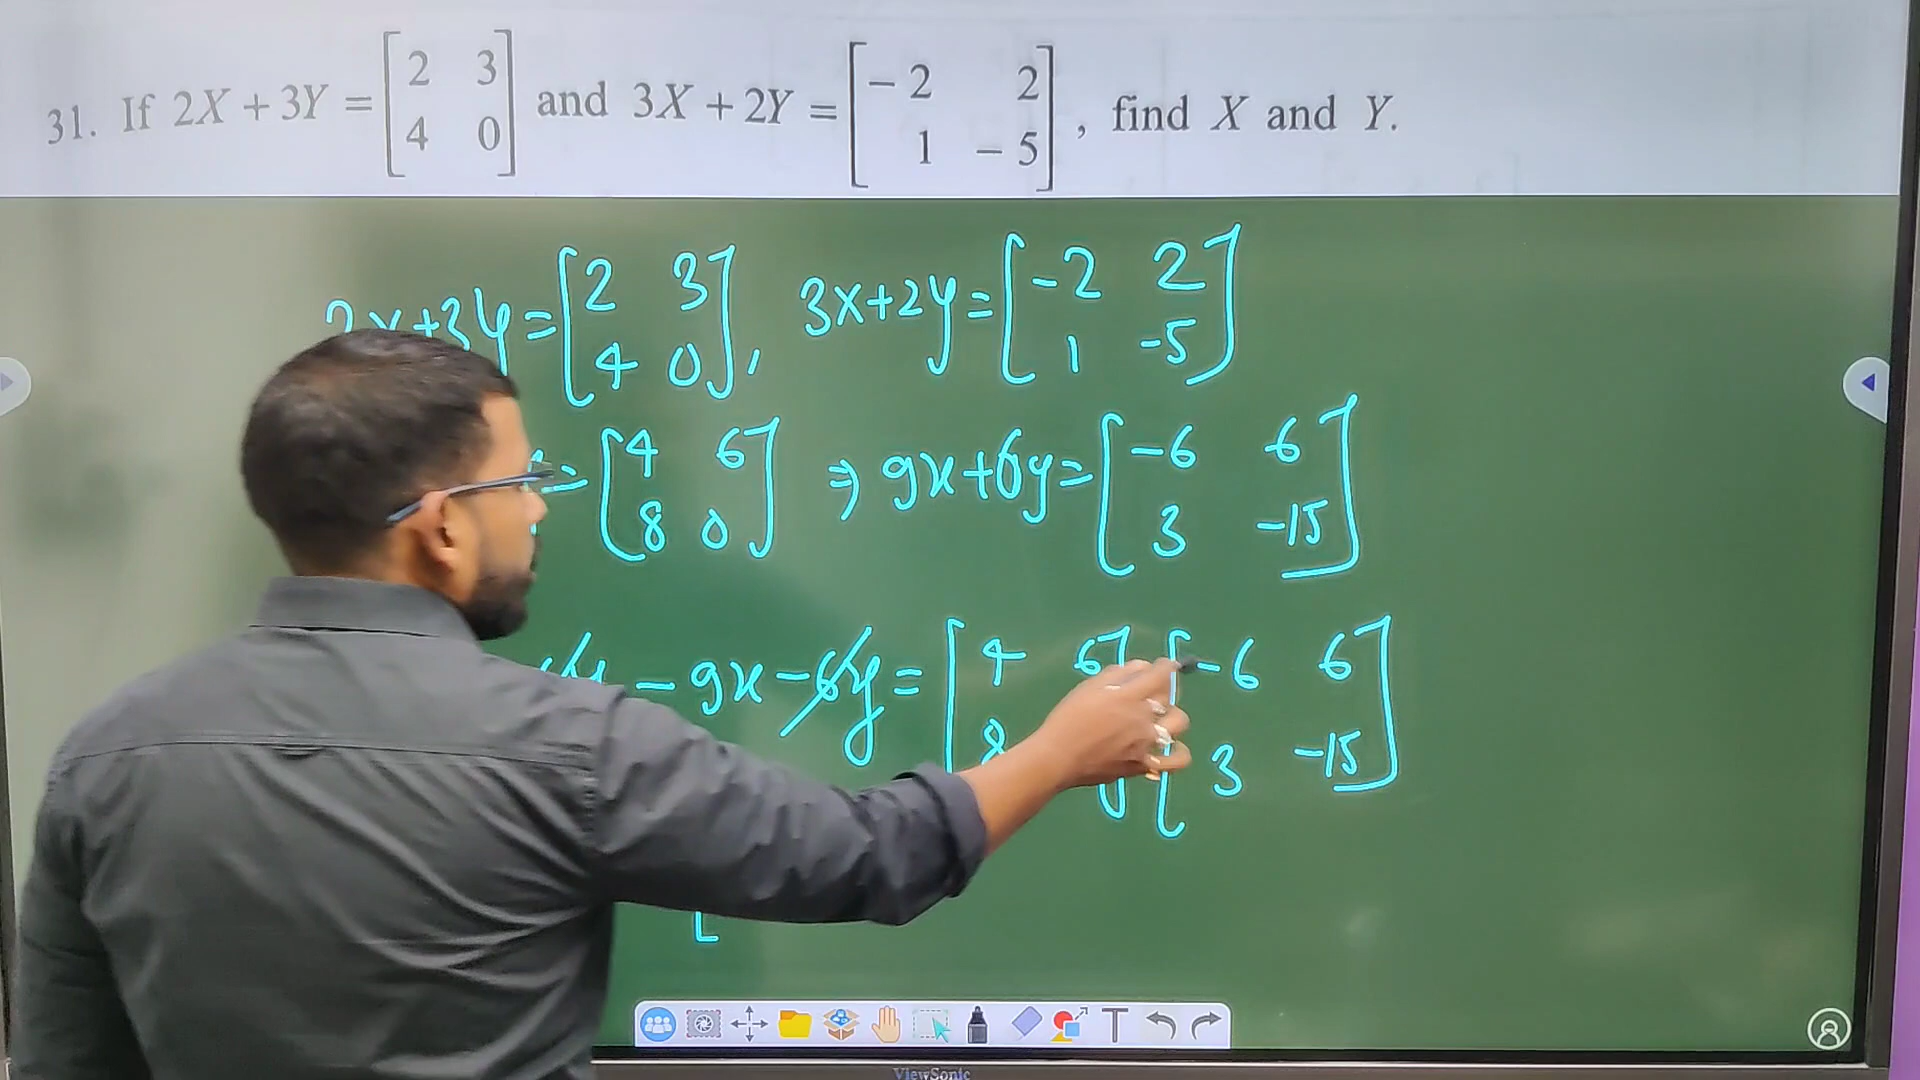 31. If 2X + 3Y = [2 3; 4 0] and 3X + 2Y = [-2 2; 1 -5], find X and Y.
2x+3y = [2 3; 4 0], 3x+2y = [-2 2; 1 -5]
= [4 6; 8 0] ⇒ 9x+6y = [-6 6; 3 -15]
- 9x - 6y = [4 6; 8 [-6 6; 3 -15]
ViewSonic